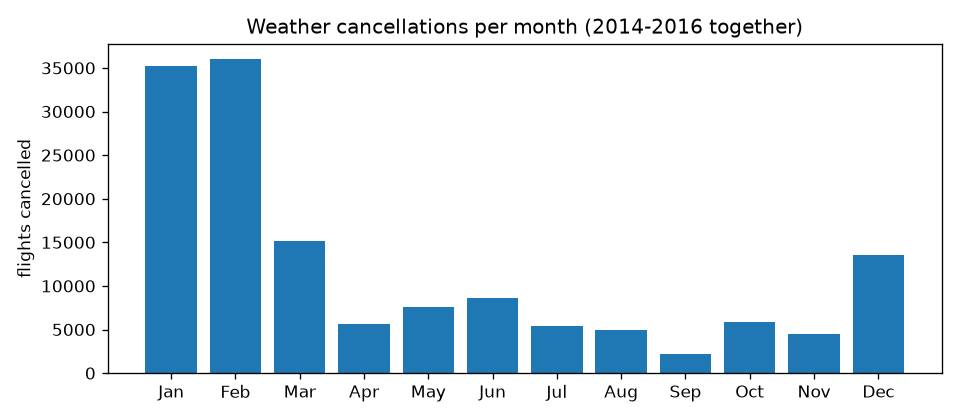 Weather cancellations per month (2014-2016 together)
flights cancelled
35000
30000
25000
20000
15000
10000
5000
0
Jan Feb Mar Apr May Jun Jul Aug Sep Oct Nov Dec